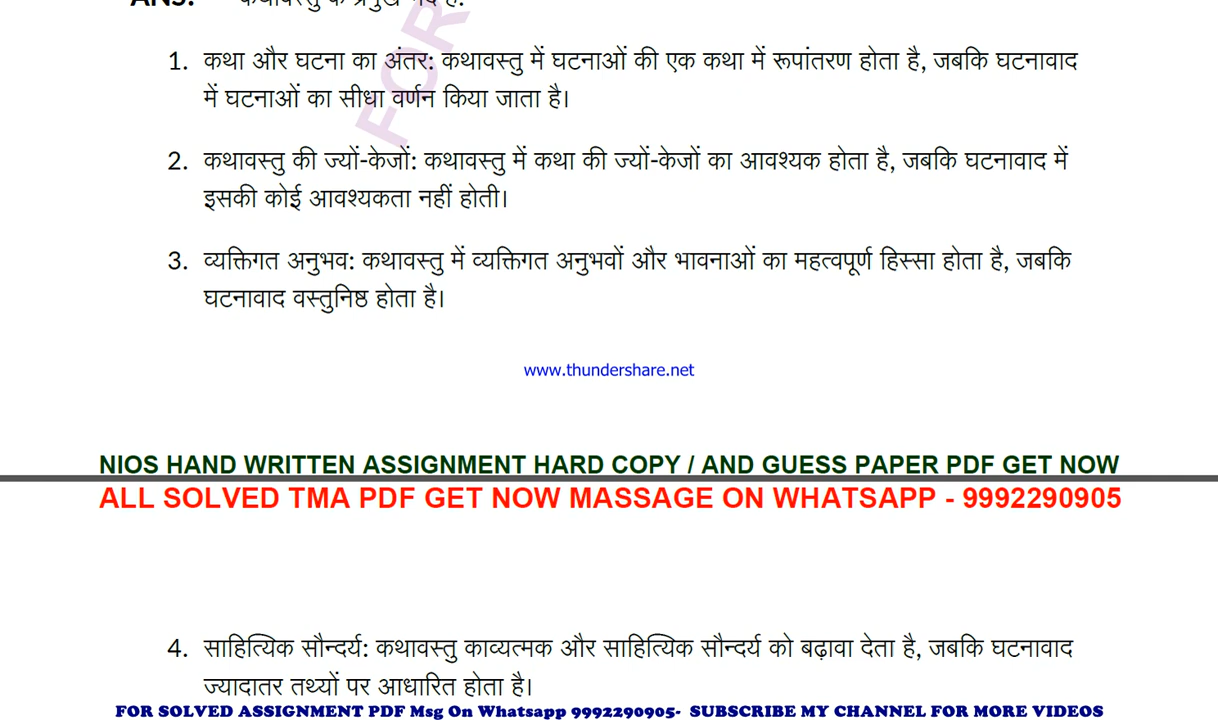 ANS: कथावस्तु के प्रमुख भेद हैं:
FOR
1. कथा और घटना का अंतर: कथावस्तु में घटनाओं की एक कथा में रूपांतरण होता है, जबकि घटनावाद
में घटनाओं का सीधा वर्णन किया जाता है।
2. कथावस्तु की ज्यों-केजों: कथावस्तु में कथा की ज्यों-केजों का आवश्यक होता है, जबकि घटनावाद में
इसकी कोई आवश्यकता नहीं होती।
3. व्यक्तिगत अनुभव: कथावस्तु में व्यक्तिगत अनुभवों और भावनाओं का महत्वपूर्ण हिस्सा होता है, जबकि
घटनावाद वस्तुनिष्ठ होता है।
www.thundershare.net
NIOS HAND WRITTEN ASSIGNMENT HARD COPY / AND GUESS PAPER PDF GET NOW
ALL SOLVED TMA PDF GET NOW MASSAGE ON WHATSAPP - 9992290905
4. साहित्यिक सौन्दर्य: कथावस्तु काव्यत्मक और साहित्यिक सौन्दर्य को बढ़ावा देता है, जबकि घटनावाद
ज्यादातर तथ्यों पर आधारित होता है।
FOR SOLVED ASSIGNMENT PDF Msg On Whatsapp 9992290905- SUBSCRIBE MY CHANNEL FOR MORE VIDEOS